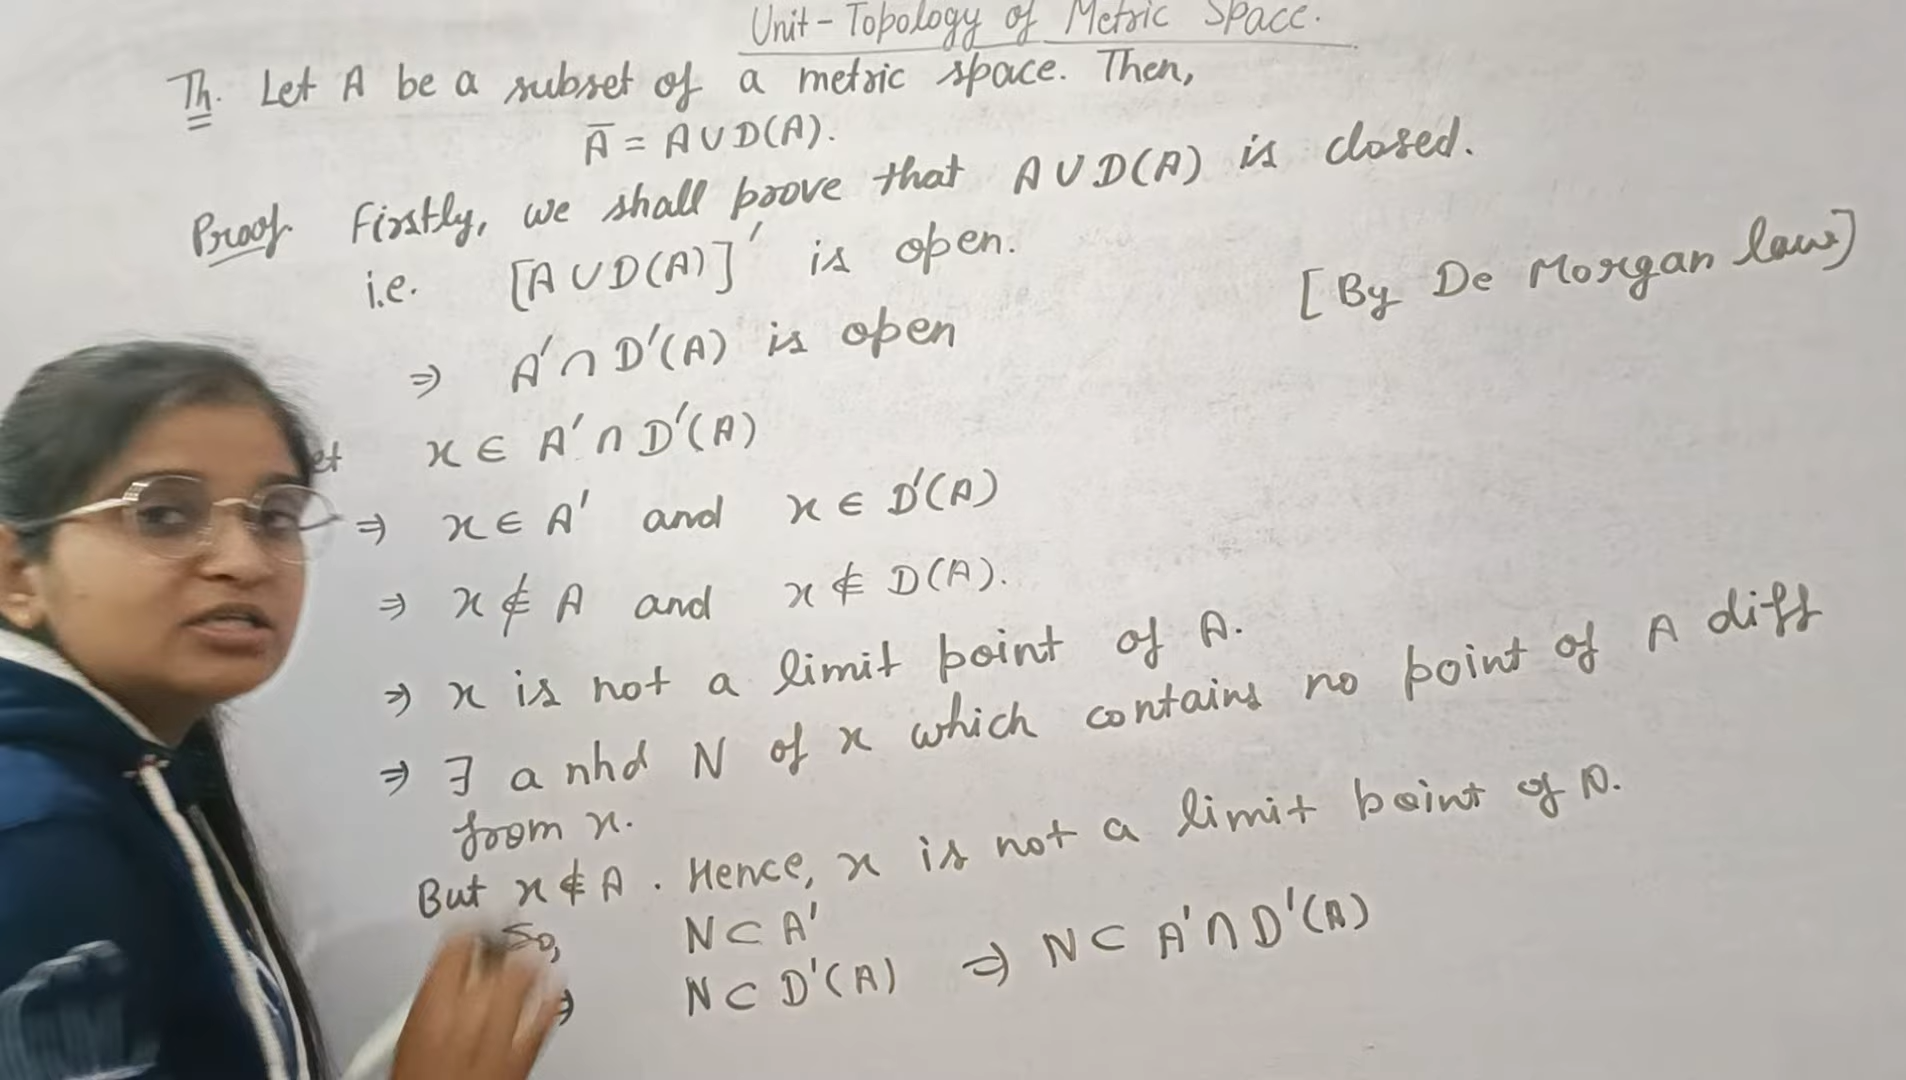 Unit - Topology of Metric Space.
Th. Let A be a subset of a metric space. Then,
Ā = A ∪ D(A).
Proof. Firstly, we shall prove that A ∪ D(A) is closed.
i.e. [A ∪ D(A)]' is open.
⇒ A' ∩ D'(A) is open [By De Morgan law]
et x ∈ A' ∩ D'(A)
⇒ x ∈ A' and x ∈ D'(A)
⇒ x ∉ A and x ∉ D(A).
⇒ x is not a limit point of A.
⇒ ∃ a nhd N of x which contains no point of A diff
from x.
But x ∉ A. Hence, x is not a limit point of A.
So, N ⊂ A'
⇒ N ⊂ D'(A) ⇒ N ⊂ A' ∩ D'(A)